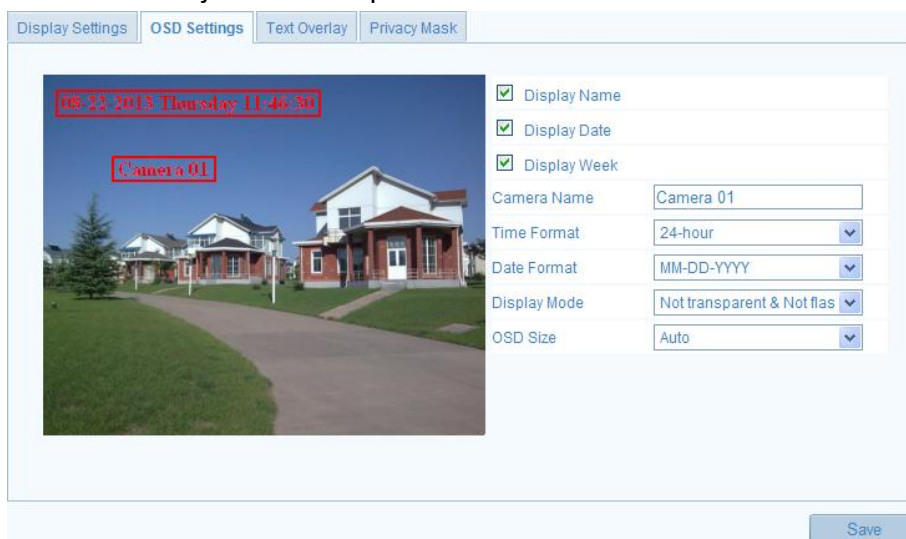 Display Settings OSD Settings Text Overlay Privacy Mask
08-22-2013 Thursday 11:46:30
Camera 01
Display Name
Display Date
Display Week
Camera Name Camera 01
Time Format 24-hour
Date Format MM-DD-YYYY
Display Mode Not transparent & Not flas
OSD Size Auto
Save